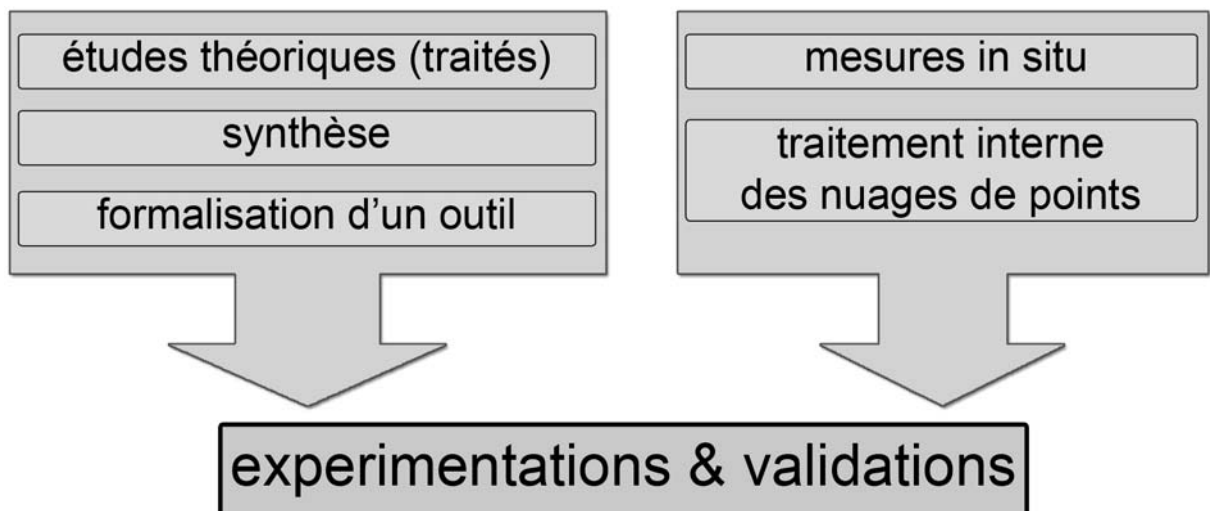 études théoriques (traités)
synthèse
formalisation d'un outil
mesures in situ
traitement interne
des nuages de points
experimentations & validations